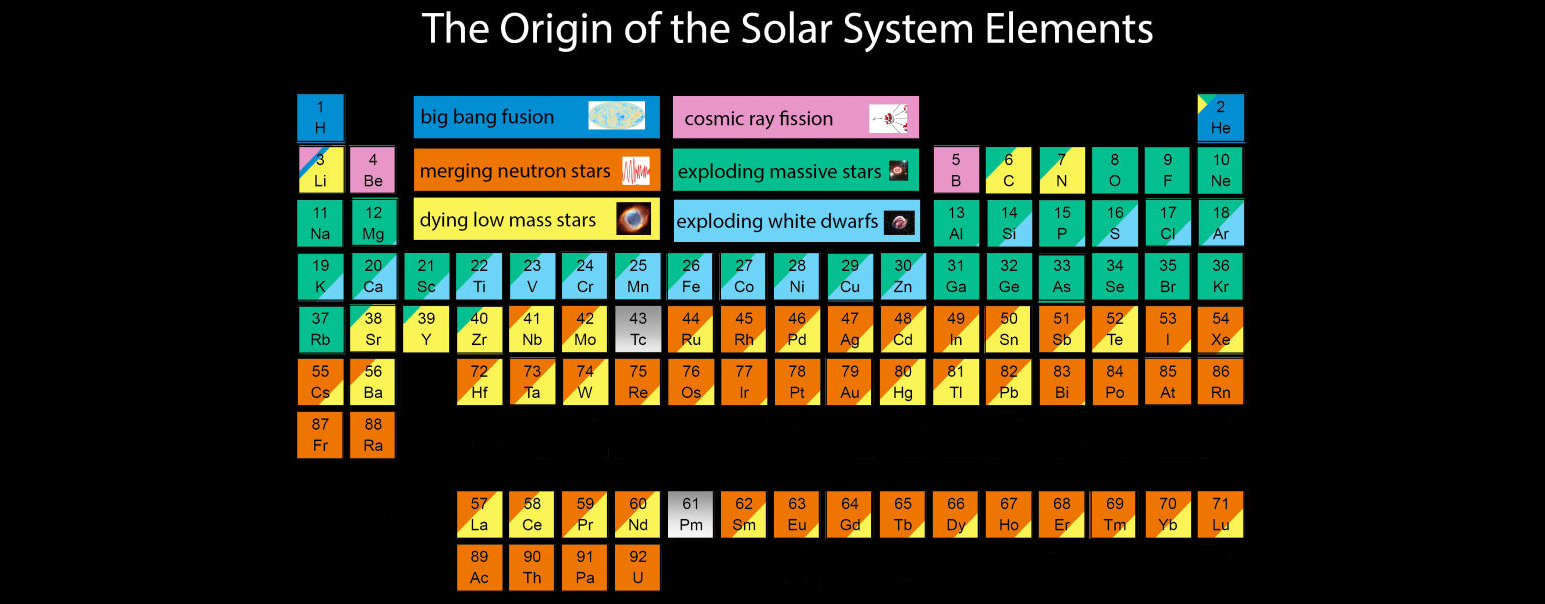 The Origin of the Solar System Elements
1 H
big bang fusion
cosmic ray fission
2 He
3 Li
4 Be
merging neutron stars
exploding massive stars
5 B
6 C
7 N
8 O
9 F
10 Ne
11 Na
12 Mg
dying low mass stars
exploding white dwarfs
13 Al
14 Si
15 P
16 S
17 Cl
18 Ar
19 K
20 Ca
21 Sc
22 Ti
23 V
24 Cr
25 Mn
26 Fe
27 Co
28 Ni
29 Cu
30 Zn
31 Ga
32 Ge
33 As
34 Se
35 Br
36 Kr
37 Rb
38 Sr
39 Y
40 Zr
41 Nb
42 Mo
43 Tc
44 Ru
45 Rh
46 Pd
47 Ag
48 Cd
49 In
50 Sn
51 Sb
52 Te
53 I
54 Xe
55 Cs
56 Ba
72 Hf
73 Ta
74 W
75 Re
76 Os
77 Ir
78 Pt
79 Au
80 Hg
81 Tl
82 Pb
83 Bi
84 Po
85 At
86 Rn
87 Fr
88 Ra
57 La
58 Ce
59 Pr
60 Nd
61 Pm
62 Sm
63 Eu
64 Gd
65 Tb
66 Dy
67 Ho
68 Er
69 Tm
70 Yb
71 Lu
89 Ac
90 Th
91 Pa
92 U